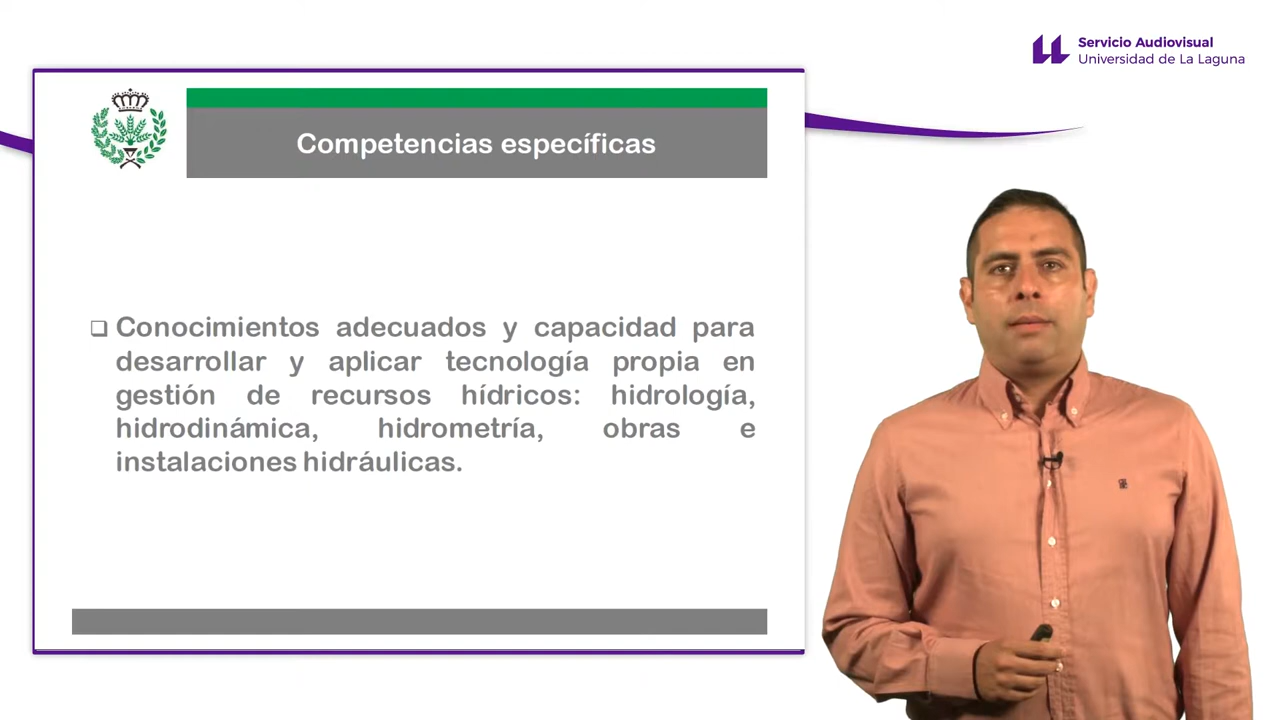 Servicio Audiovisual
Universidad de La Laguna
Competencias específicas
Conocimientos adecuados y capacidad para
desarrollar y aplicar tecnología propia en
gestión de recursos hídricos: hidrología,
hidrodinámica, hidrometría, obras e
instalaciones hidráulicas.